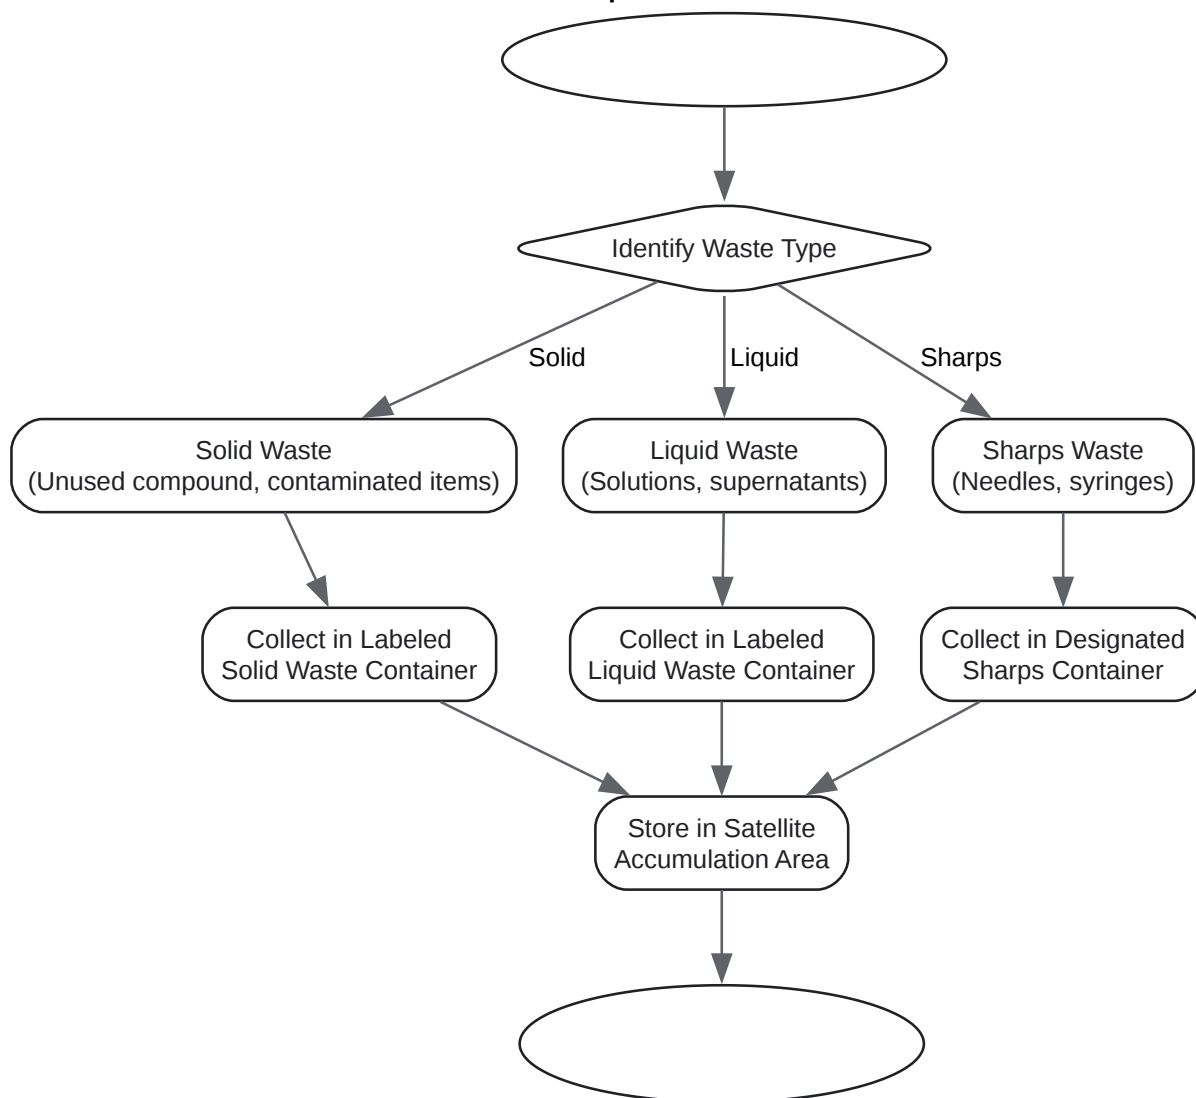 Identify Waste Type
Solid
Liquid
Sharps
Solid Waste
(Unused compound, contaminated items)
Liquid Waste
(Solutions, supernatants)
Sharps Waste
(Needles, syringes)
Collect in Labeled
Solid Waste Container
Collect in Labeled
Liquid Waste Container
Collect in Designated
Sharps Container
Store in Satellite
Accumulation Area